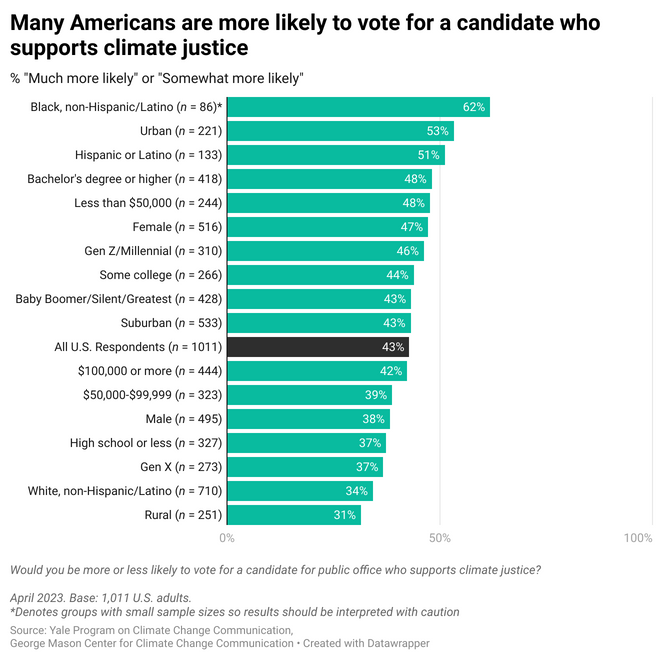 Many Americans are more likely to vote for a candidate who
supports climate justice
% "Much more likely" or "Somewhat more likely"
Black, non-Hispanic/Latino (n = 86)* 62%
Urban (n = 221) 53%
Hispanic or Latino (n = 133) 51%
Bachelor's degree or higher (n = 418) 48%
Less than $50,000 (n = 244) 48%
Female (n = 516) 47%
Gen Z/Millennial (n = 310) 46%
Some college (n = 266) 44%
Baby Boomer/Silent/Greatest (n = 428) 43%
Suburban (n = 533) 43%
All U.S. Respondents (n = 1011) 43%
$100,000 or more (n = 444) 42%
$50,000-$99,999 (n = 323) 39%
Male (n = 495) 38%
High school or less (n = 327) 37%
Gen X (n = 273) 37%
White, non-Hispanic/Latino (n = 710) 34%
Rural (n = 251) 31%
0% 50% 100%
Would you be more or less likely to vote for a candidate for public office who supports climate justice?
April 2023. Base: 1,011 U.S. adults.
*Denotes groups with small sample sizes so results should be interpreted with caution
Source: Yale Program on Climate Change Communication,
George Mason Center for Climate Change Communication • Created with Datawrapper